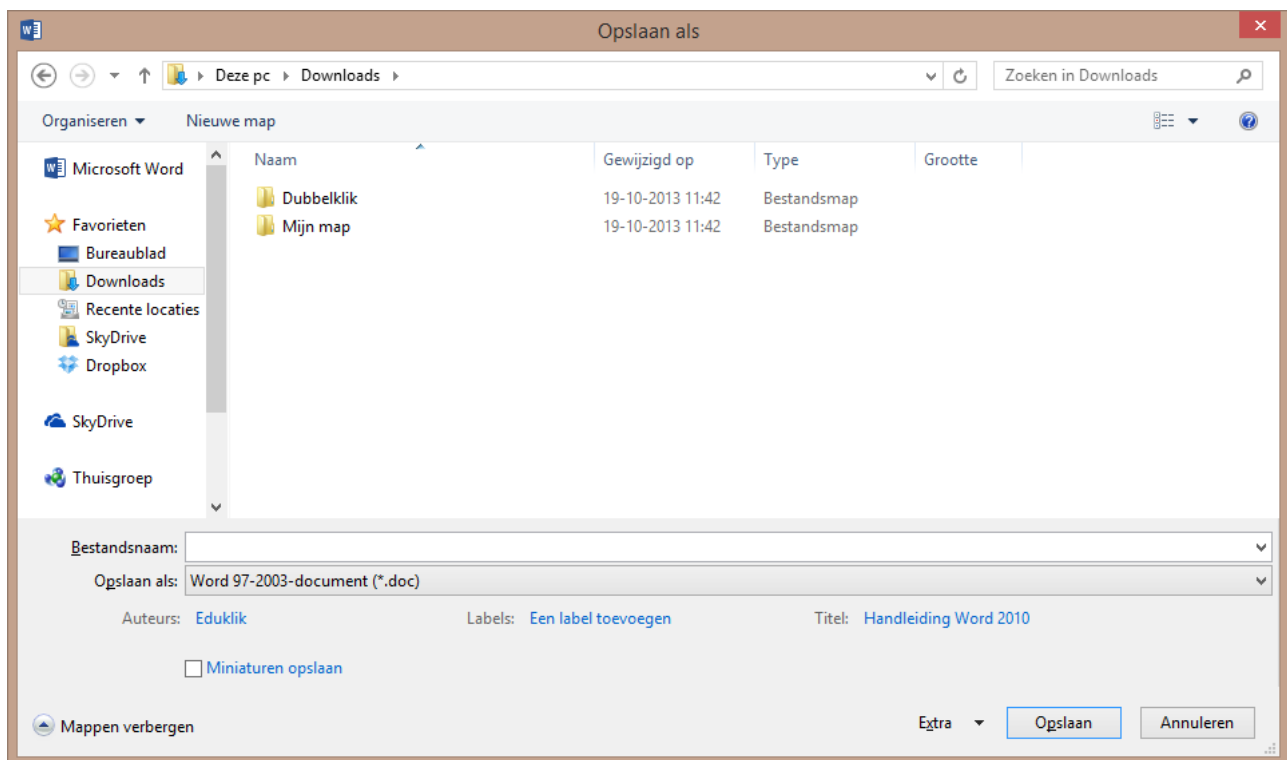 Opslaan als
Deze pc Downloads
Zoeken in Downloads
Organiseren Nieuwe map
Microsoft Word
Favorieten
Bureaublad
Downloads
Recente locaties
SkyDrive
Dropbox
SkyDrive
Thuisgroep
Naam Gewijzigd op Type Grootte
Dubbelklik 19-10-2013 11:42 Bestandsmap
Mijn map 19-10-2013 11:42 Bestandsmap
Bestandsnaam:
Opslaan als: Word 97-2003-document (*.doc)
Auteurs: Eduklik Labels: Een label toevoegen Titel: Handleiding Word 2010
Miniaturen opslaan
Mappen verbergen Extra Opslaan Annuleren